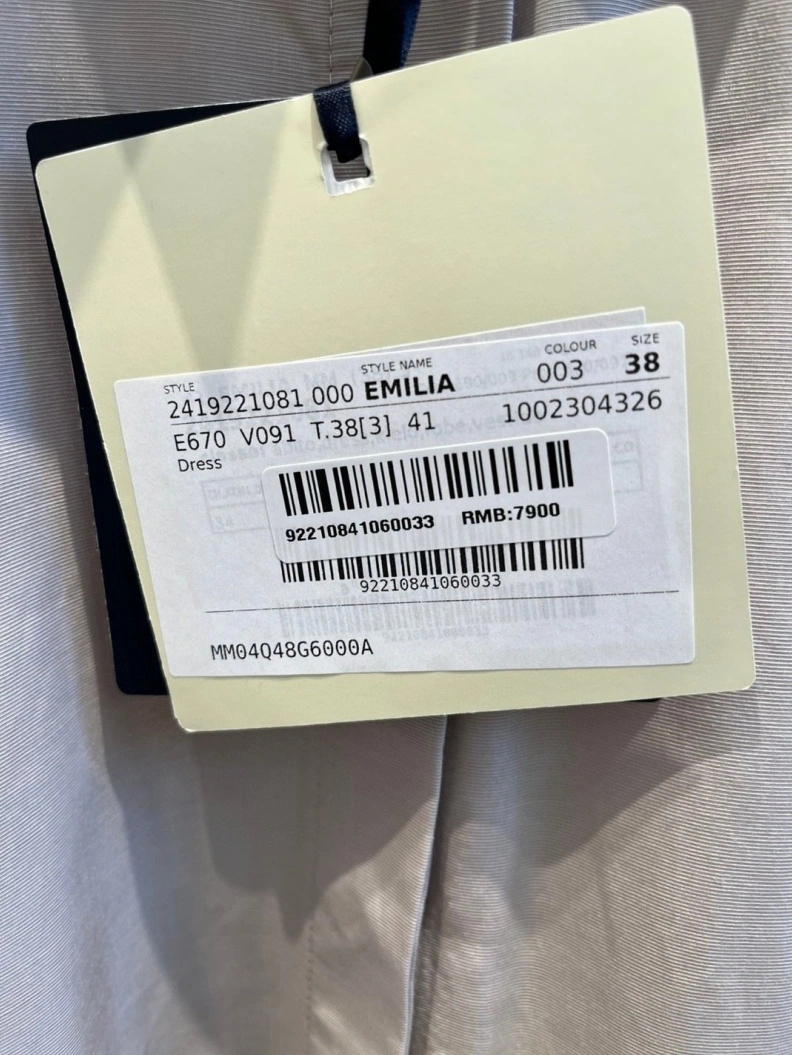 STYLE STYLE NAME COLOUR SIZE
2419221081 000 EMILIA 003 38
E670 V091 T.38[3] 41 1002304326
Dress
92210841060033 RMB:7900
92210841060033
MM04Q48G6000A